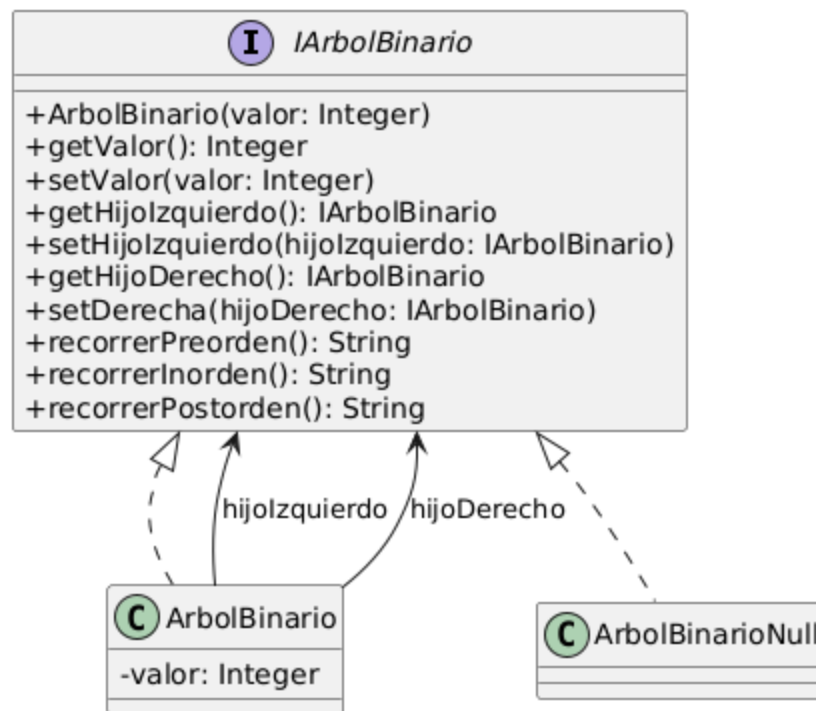 I IArbolBinario
+ArbolBinario(valor: Integer)
+getValor(): Integer
+setValor(valor: Integer)
+getHijoIzquierdo(): IArbolBinario
+setHijoIzquierdo(hijoIzquierdo: IArbolBinario)
+getHijoDerecho(): IArbolBinario
+setDerecha(hijoDerecho: IArbolBinario)
+recorrerPreorden(): String
+recorrerInorden(): String
+recorrerPostorden(): String
hijoIzquierdo
hijoDerecho
C ArbolBinario
-valor: Integer
C ArbolBinarioNull